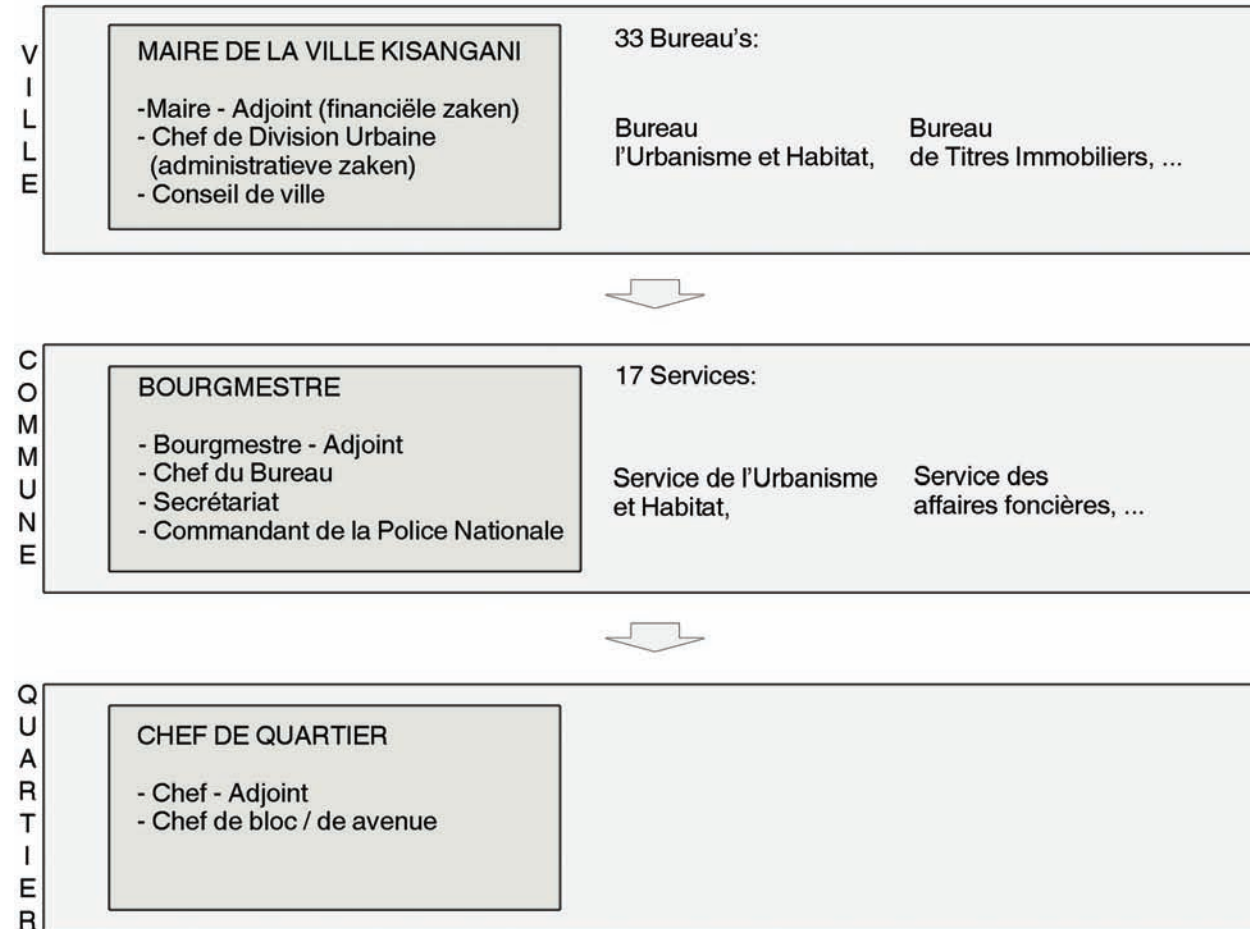 VILLE
MAIRE DE LA VILLE KISANGANI
-Maire - Adjoint (financiële zaken)
- Chef de Division Urbaine
(administratieve zaken)
- Conseil de ville
33 Bureau's:
Bureau
l'Urbanisme et Habitat,
Bureau
de Titres Immobiliers, ...
COMMUNE
BOURGMESTRE
- Bourgmestre - Adjoint
- Chef du Bureau
- Secrétariat
- Commandant de la Police Nationale
17 Services:
Service de l'Urbanisme
et Habitat,
Service des
affaires foncières, ...
QUARTIER
CHEF DE QUARTIER
- Chef - Adjoint
- Chef de bloc / de avenue